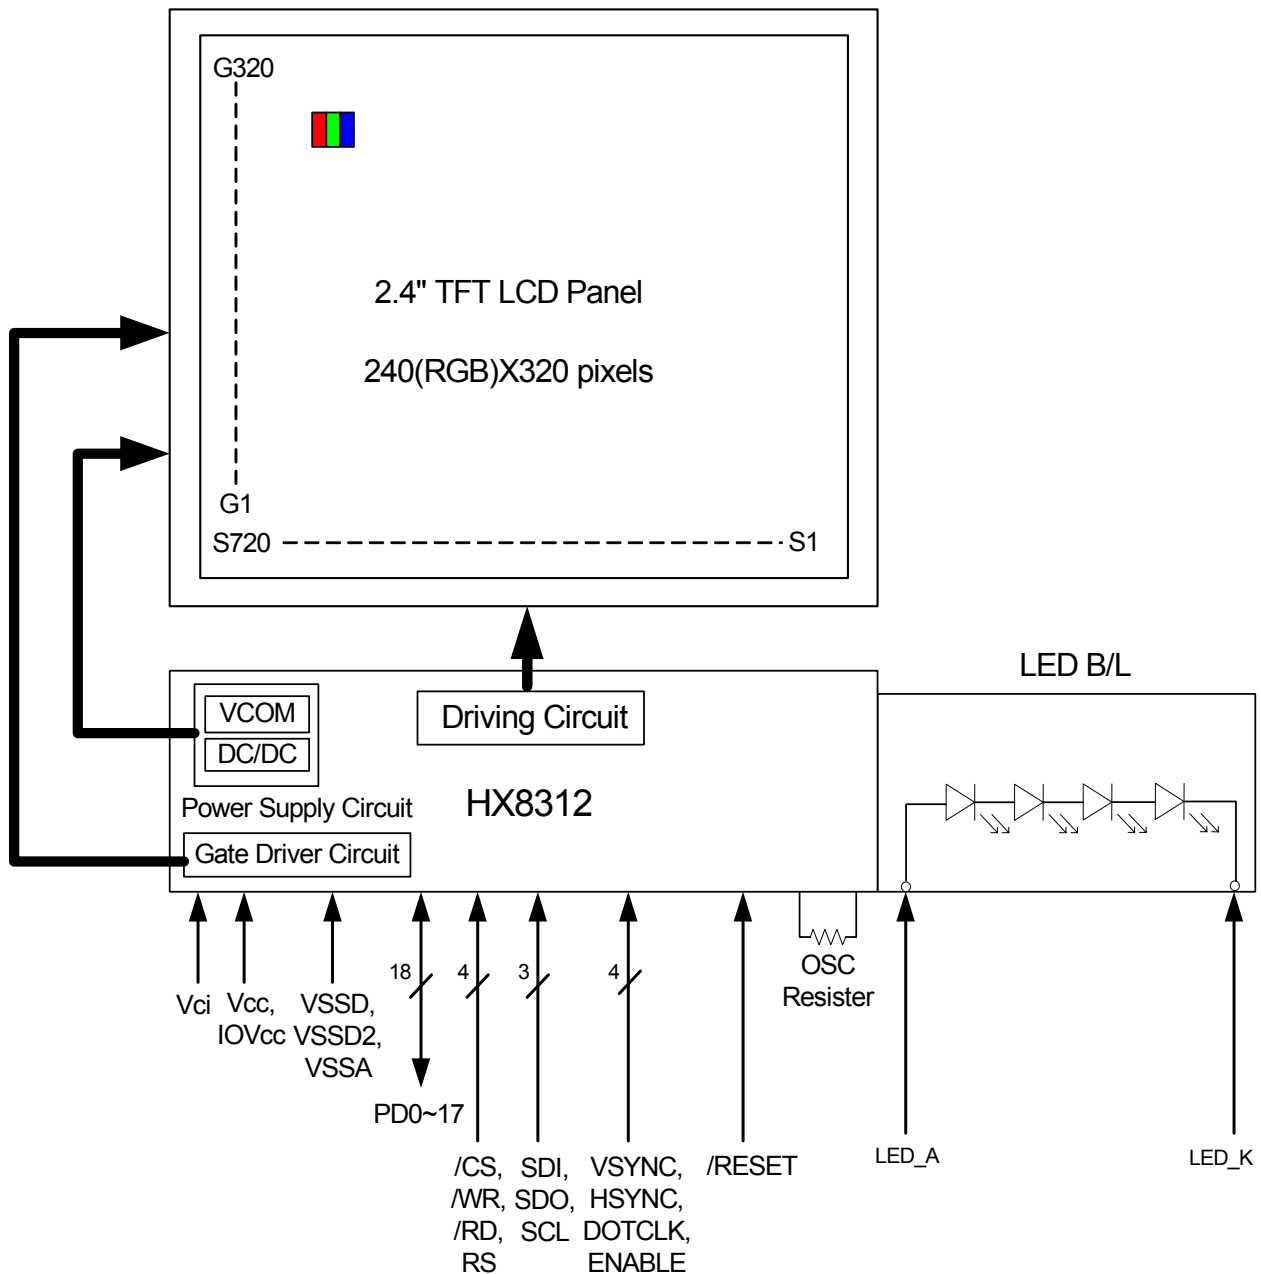 G320
2.4" TFT LCD Panel
240(RGB)X320 pixels
G1
S720
S1
LED B/L
VCOM
DC/DC
Driving Circuit
Power Supply Circuit
HX8312
Gate Driver Circuit
18
4
3
4
OSC
Resister
Vci
Vcc,
IOVcc
VSSD,
VSSD2,
VSSA
PD0~17
/CS,
/WR,
/RD,
RS
SDI,
SDO,
SCL
VSYNC,
HSYNC,
DOTCLK,
ENABLE
/RESET
LED_A
LED_K